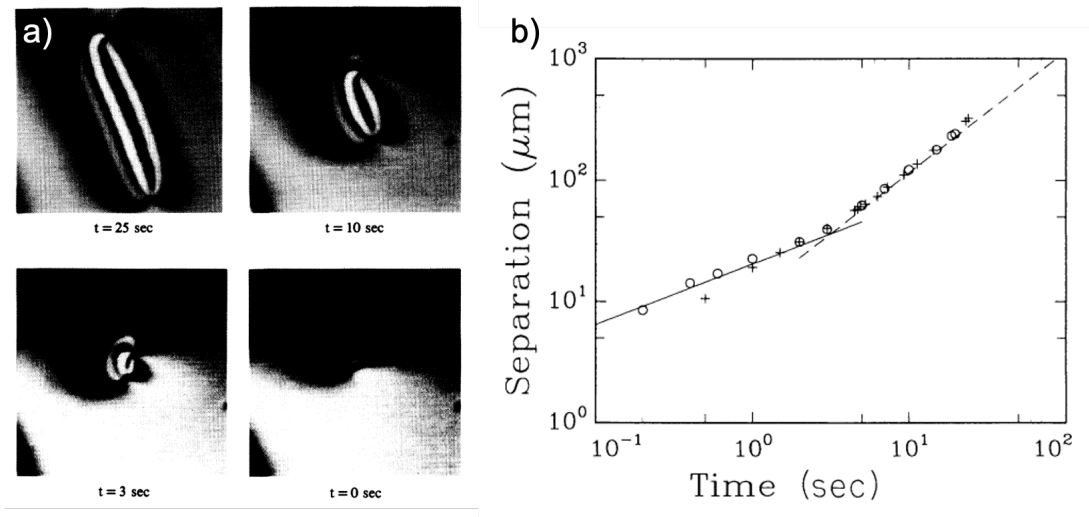 a)
t = 25 sec
t = 10 sec
t = 3 sec
t = 0 sec
b)
Separation (μm)
10³
10²
10¹
10⁰
10⁻¹
10⁰
10¹
10²
Time (sec)